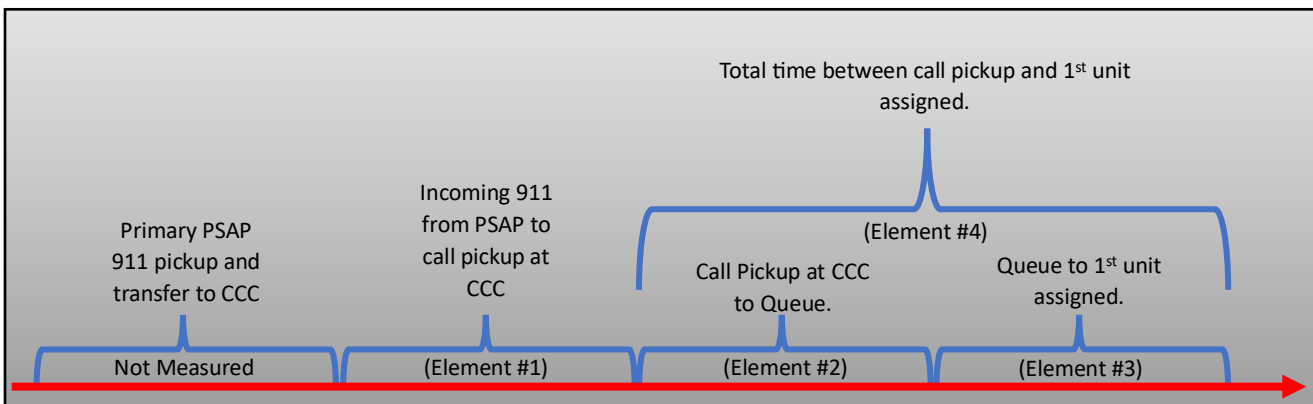 Total time between call pickup and 1st unit
assigned.
(Element #4)
Primary PSAP
911 pickup and
transfer to CCC
Not Measured
Incoming 911
from PSAP to
call pickup at
CCC
(Element #1)
Call Pickup at CCC
to Queue.
(Element #2)
Queue to 1st unit
assigned.
(Element #3)